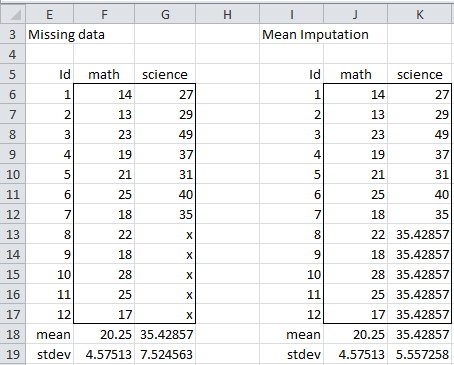 E F G H I J K
3 Missing data Mean Imputation
4
5 Id math science Id math science
6 1 14 27 1 14 27
7 2 13 29 2 13 29
8 3 23 49 3 23 49
9 4 19 37 4 19 37
10 5 21 31 5 21 31
11 6 25 40 6 25 40
12 7 18 35 7 18 35
13 8 22 x 8 22 35.42857
14 9 18 x 9 18 35.42857
15 10 28 x 10 28 35.42857
16 11 25 x 11 25 35.42857
17 12 17 x 12 17 35.42857
18 mean 20.25 35.42857 mean 20.25 35.42857
19 stdev 4.57513 7.524563 stdev 4.57513 5.557258